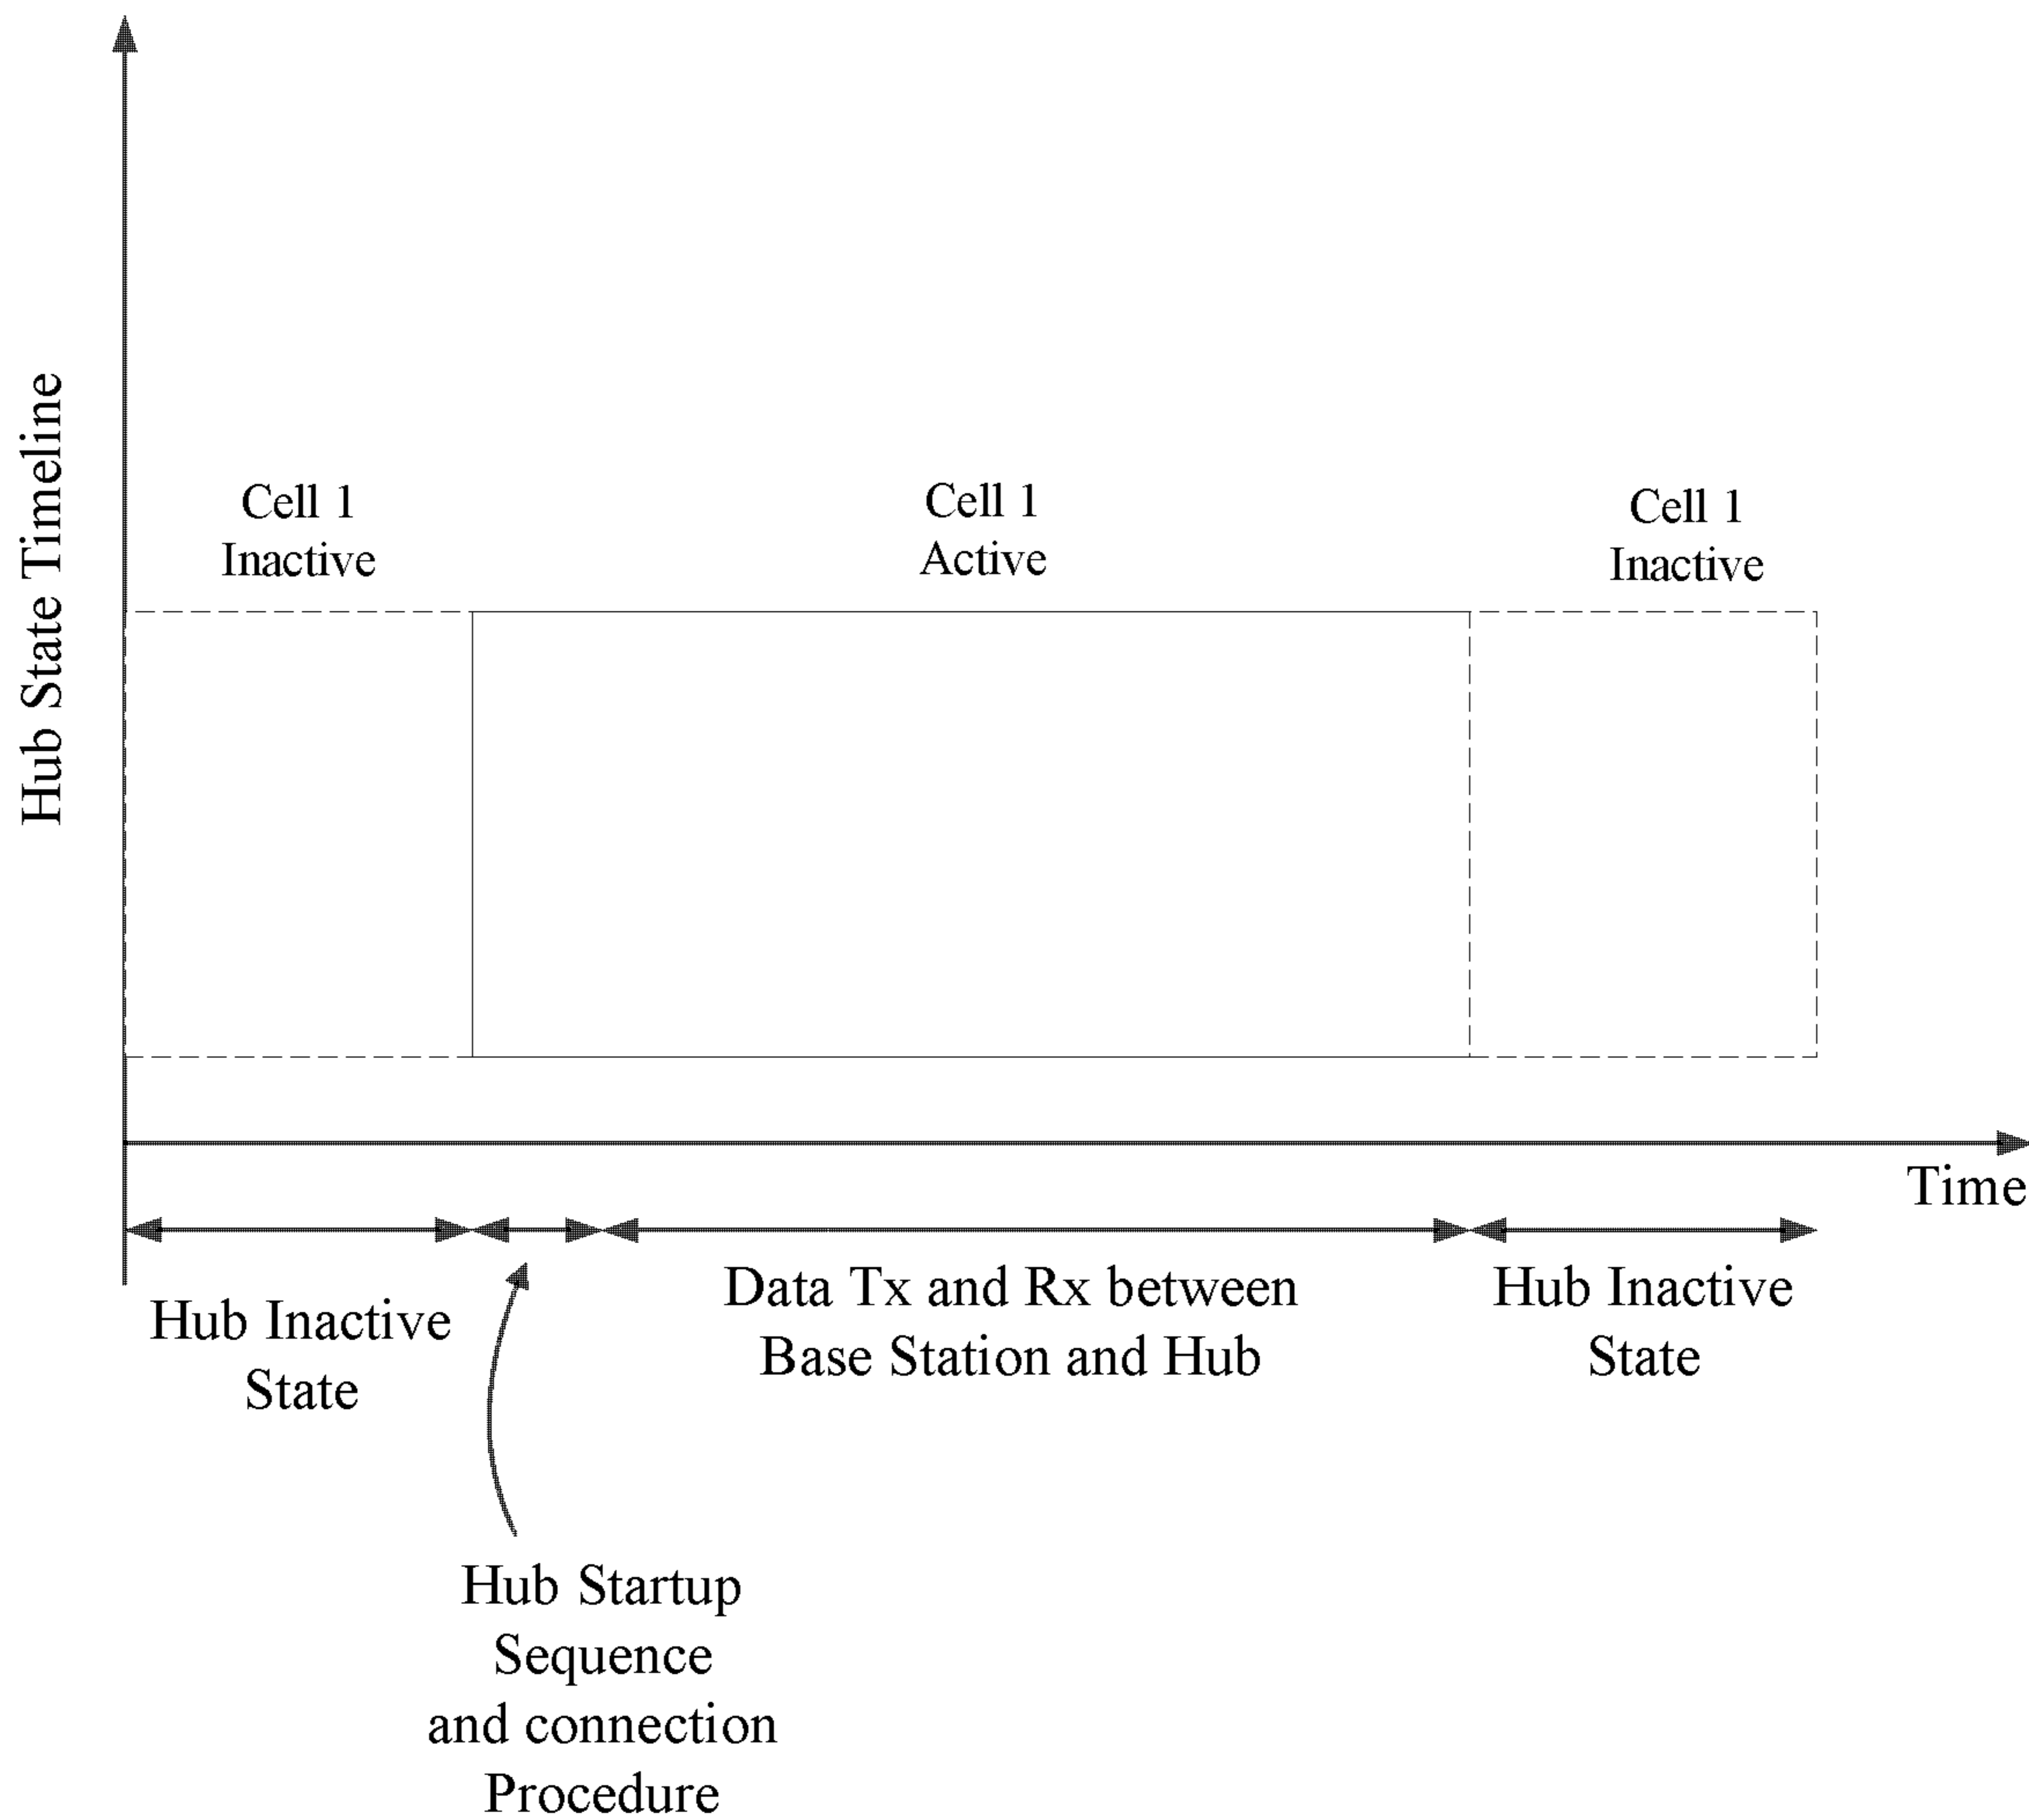 Hub State Timeline
Cell 1
Inactive
Cell 1
Active
Cell 1
Inactive
Time
Hub Inactive
State
Data Tx and Rx between
Base Station and Hub
Hub Inactive
State
Hub Startup
Sequence
and connection
Procedure